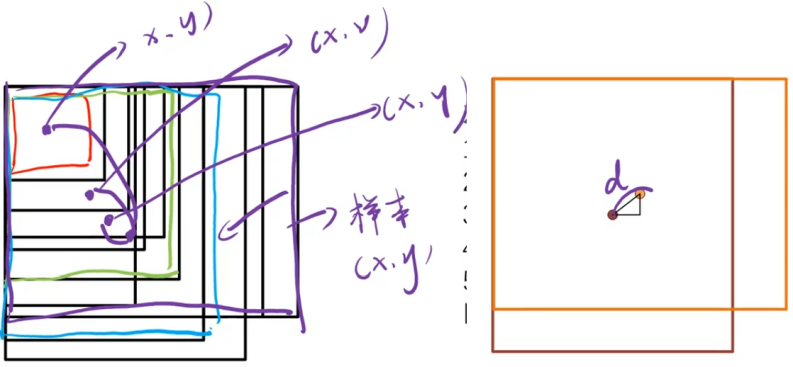 x, y)
(x, y)
(x, y)
样本
(x, y)
d